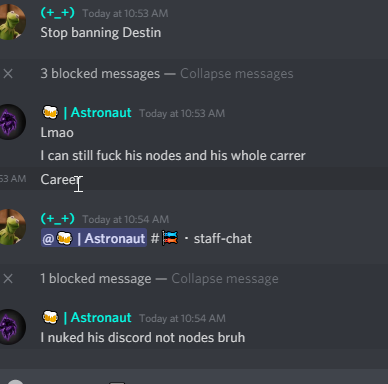 (+_+) Today at 10:53 AM
Stop banning Destin
3 blocked messages — Collapse messages
🍻 | Astronaut Today at 10:53 AM
Lmao
I can still fuck his nodes and his whole carrer
53 AM Career
(+_+) Today at 10:54 AM
@🍻 | Astronaut # · staff-chat
1 blocked message — Collapse message
🍻 | Astronaut Today at 10:54 AM
I nuked his discord not nodes bruh